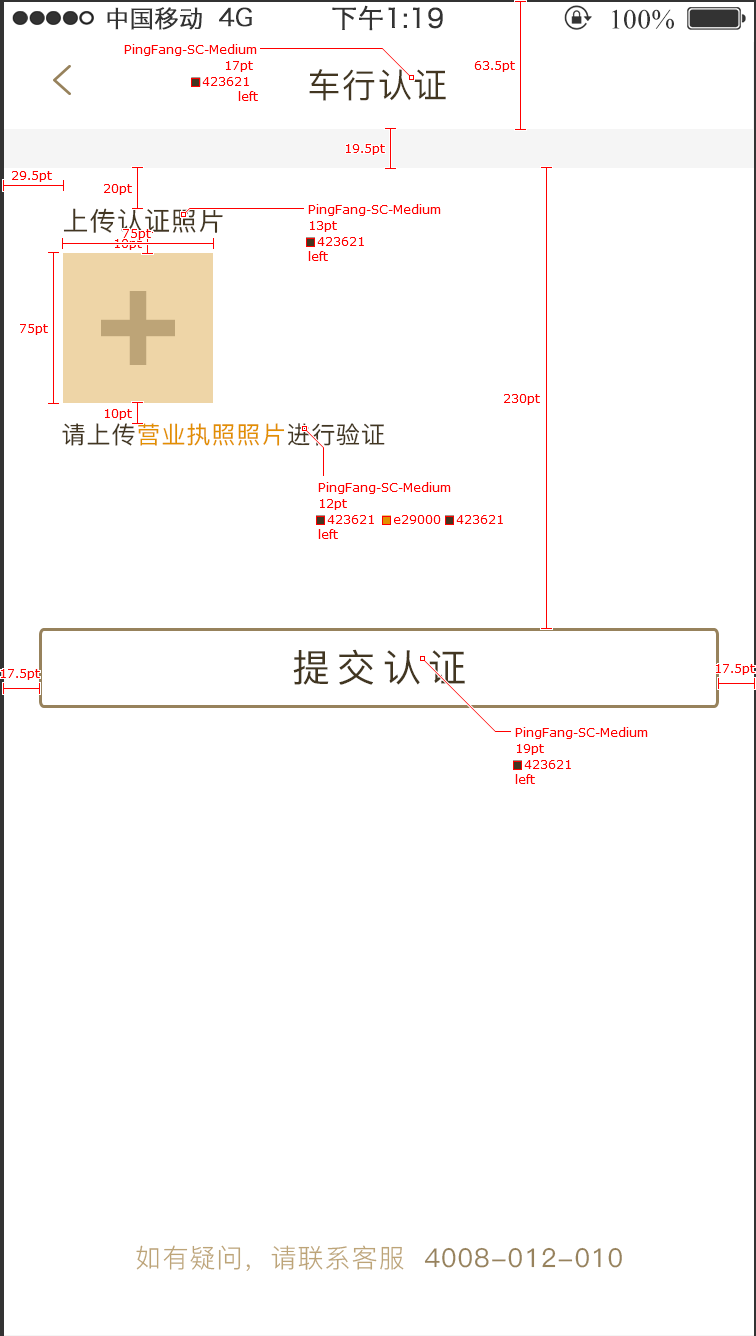 中国移动 4G 下午1:19 100%
PingFang-SC-Medium
17pt
423621
left
车行认证
63.5pt
19.5pt
29.5pt
20pt
上传认证照片
PingFang-SC-Medium
13pt
423621
left
75pt
10pt
75pt
230pt
10pt
请上传营业执照照片进行验证
PingFang-SC-Medium
12pt
423621 e29000 423621
left
提交认证
17.5pt
17.5pt
PingFang-SC-Medium
19pt
423621
left
如有疑问，请联系客服 4008-012-010